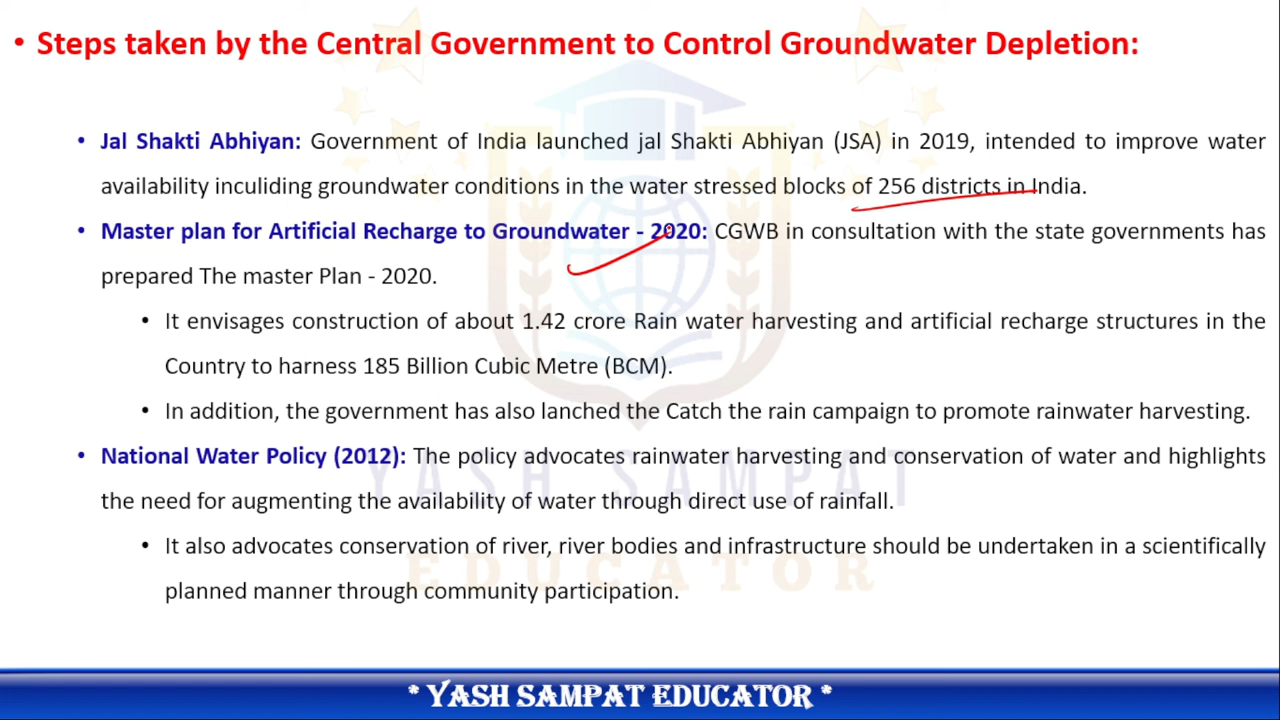 • Steps taken by the Central Government to Control Groundwater Depletion:
• Jal Shakti Abhiyan: Government of India launched jal Shakti Abhiyan (JSA) in 2019, intended to improve water
availability inculiding groundwater conditions in the water stressed blocks of 256 districts in India.
• Master plan for Artificial Recharge to Groundwater - 2020: CGWB in consultation with the state governments has
prepared The master Plan - 2020.
• It envisages construction of about 1.42 crore Rain water harvesting and artificial recharge structures in the
Country to harness 185 Billion Cubic Metre (BCM).
• In addition, the government has also lanched the Catch the rain campaign to promote rainwater harvesting.
• National Water Policy (2012): The policy advocates rainwater harvesting and conservation of water and highlights
the need for augmenting the availability of water through direct use of rainfall.
• It also advocates conservation of river, river bodies and infrastructure should be undertaken in a scientifically
planned manner through community participation.
YASH SAMPAT
EDUCATOR
* YASH SAMPAT EDUCATOR *